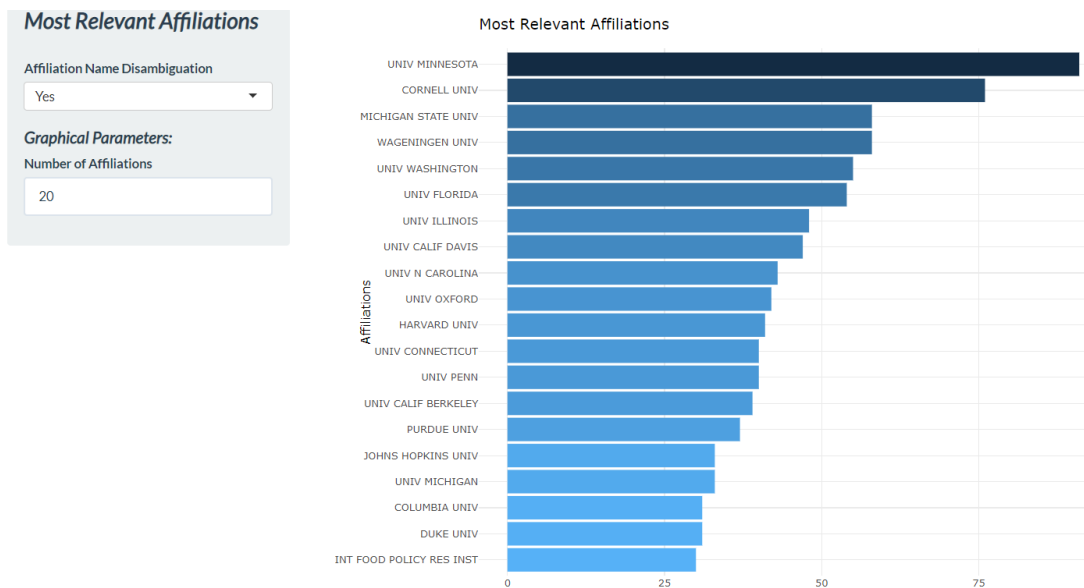 Most Relevant Affiliations
Affiliation Name Disambiguation
Yes
Graphical Parameters:
Number of Affiliations
20
Most Relevant Affiliations
Affiliations
UNIV MINNESOTA
CORNELL UNIV
MICHIGAN STATE UNIV
WAGENINGEN UNIV
UNIV WASHINGTON
UNIV FLORIDA
UNIV ILLINOIS
UNIV CALIF DAVIS
UNIV N CAROLINA
UNIV OXFORD
HARVARD UNIV
UNIV CONNECTICUT
UNIV PENN
UNIV CALIF BERKELEY
PURDUE UNIV
JOHNS HOPKINS UNIV
UNIV MICHIGAN
COLUMBIA UNIV
DUKE UNIV
INT FOOD POLICY RES INST
0 25 50 75